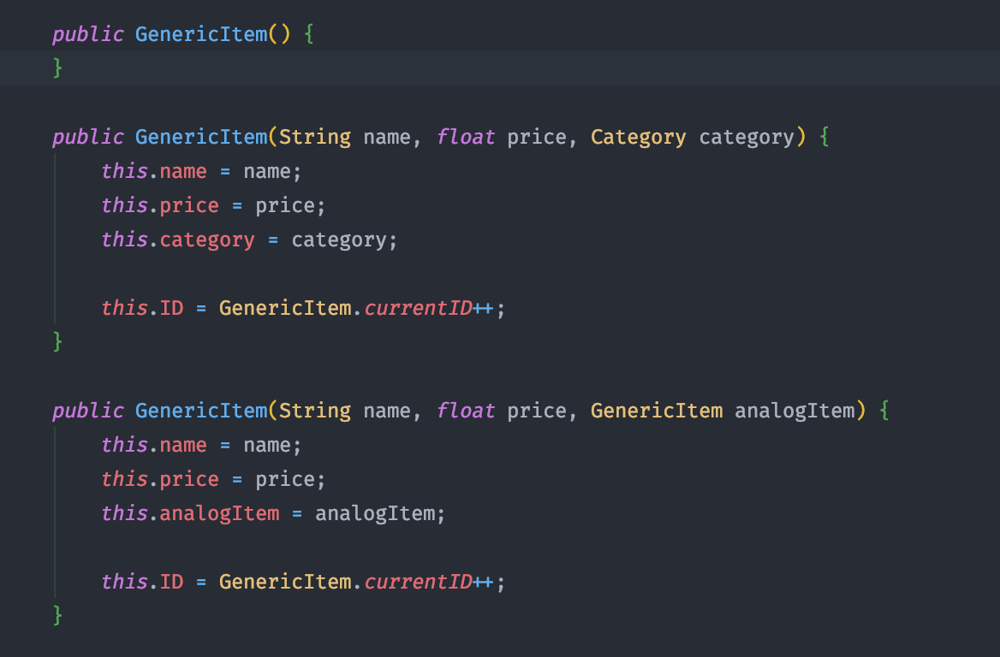 public GenericItem() {
}
public GenericItem(String name, float price, Category category) {
this.name = name;
this.price = price;
this.category = category;
this.ID = GenericItem.currentID++;
}
public GenericItem(String name, float price, GenericItem analogItem) {
this.name = name;
this.price = price;
this.analogItem = analogItem;
this.ID = GenericItem.currentID++;
}